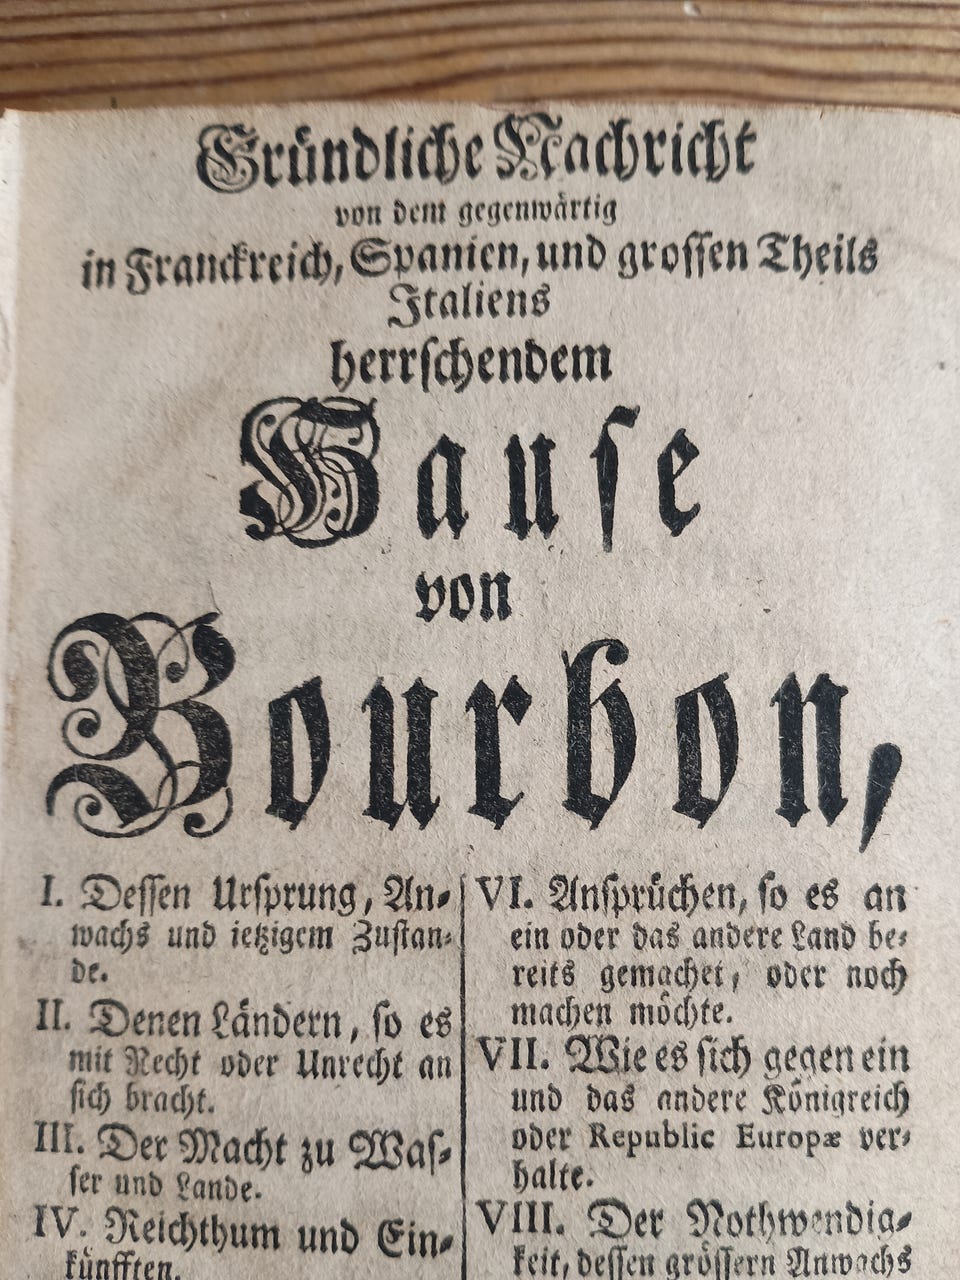 Gründliche Nachricht
von dem gegenwärtig
in Franckreich, Spanien, und grossen Theils
Italiens
herrschendem
Hause
von
Bourbon,
I. Dessen Ursprung, An-
wachs und ietzigem Zustan-
de.
II. Denen Ländern, so es
mit Recht oder Unrecht an
sich bracht.
III. Der Macht zu Was-
ser und Lande.
IV. Reichthum und Ein-
künfften.
VI. Ansprüchen, so es an
ein oder das andere Land be-
reits gemachet, oder noch
machen möchte.
VII. Wie es sich gegen ein
und das andere Königreich
oder Republic Europæ ver-
halte.
VIII. Der Nothwendig-
keit, dessen grössern Anwachs